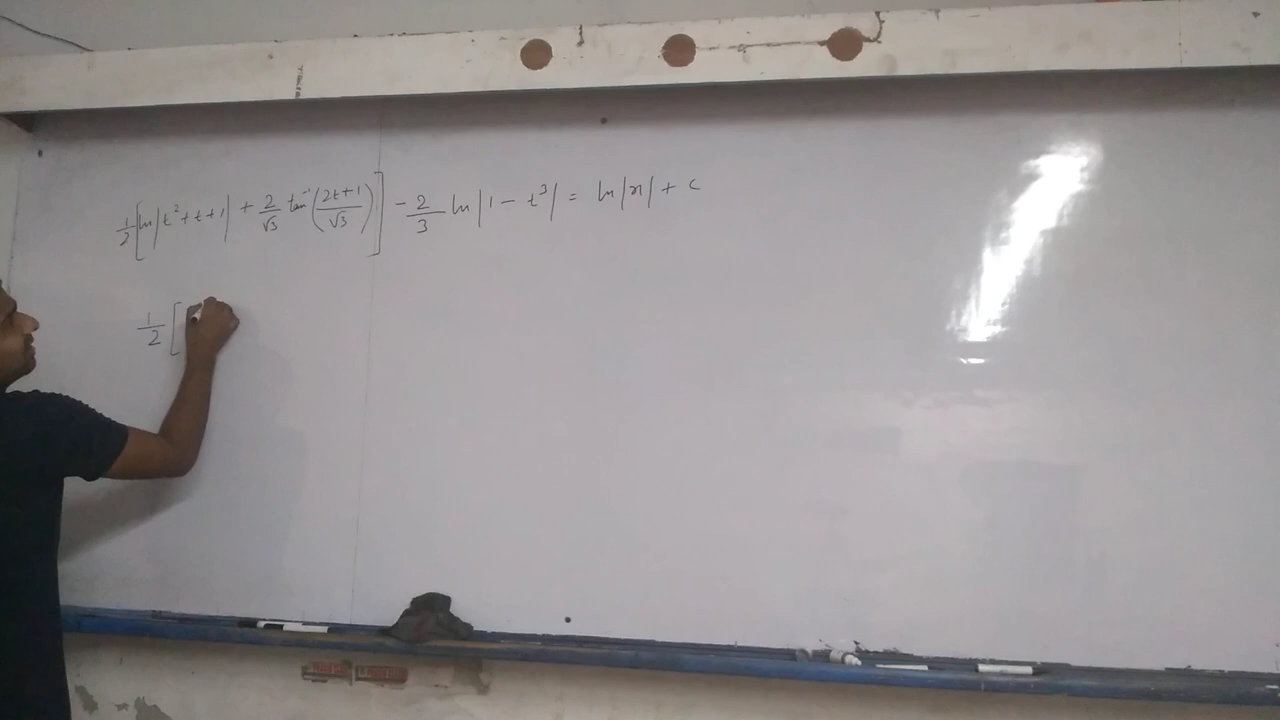 1/2 [ln|t²+t+1| + 2/√3 tan⁻¹(2t+1/√3)] - 2/3 ln|1-t³| = ln|x| + c
1/2 [